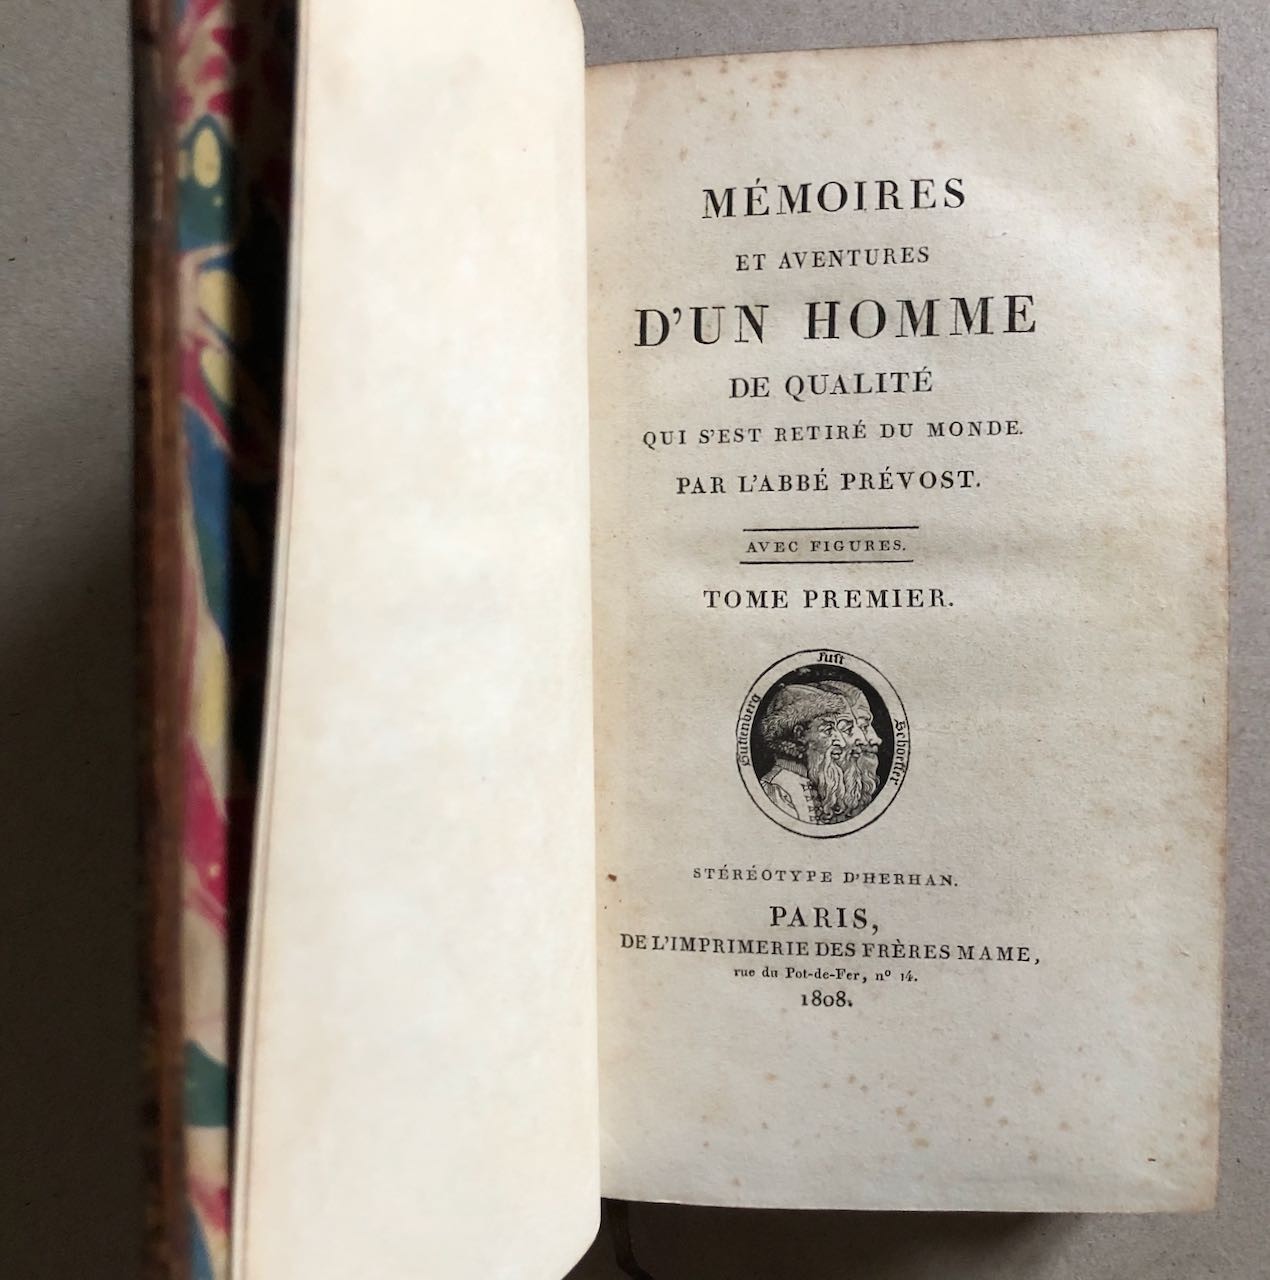 MÉMOIRES
ET AVENTURES
D'UN HOMME
DE QUALITÉ
QUI S'EST RETIRÉ DU MONDE.
PAR L'ABBÉ PRÉVOST.
AVEC FIGURES.
TOME PREMIER.
Fust
Guttenberg
Schoeffer
STÉRÉOTYPE D'HERHAN.
PARIS,
DE L'IMPRIMERIE DES FRÈRES MAME,
rue du Pot-de-Fer, nº 14.
1808.